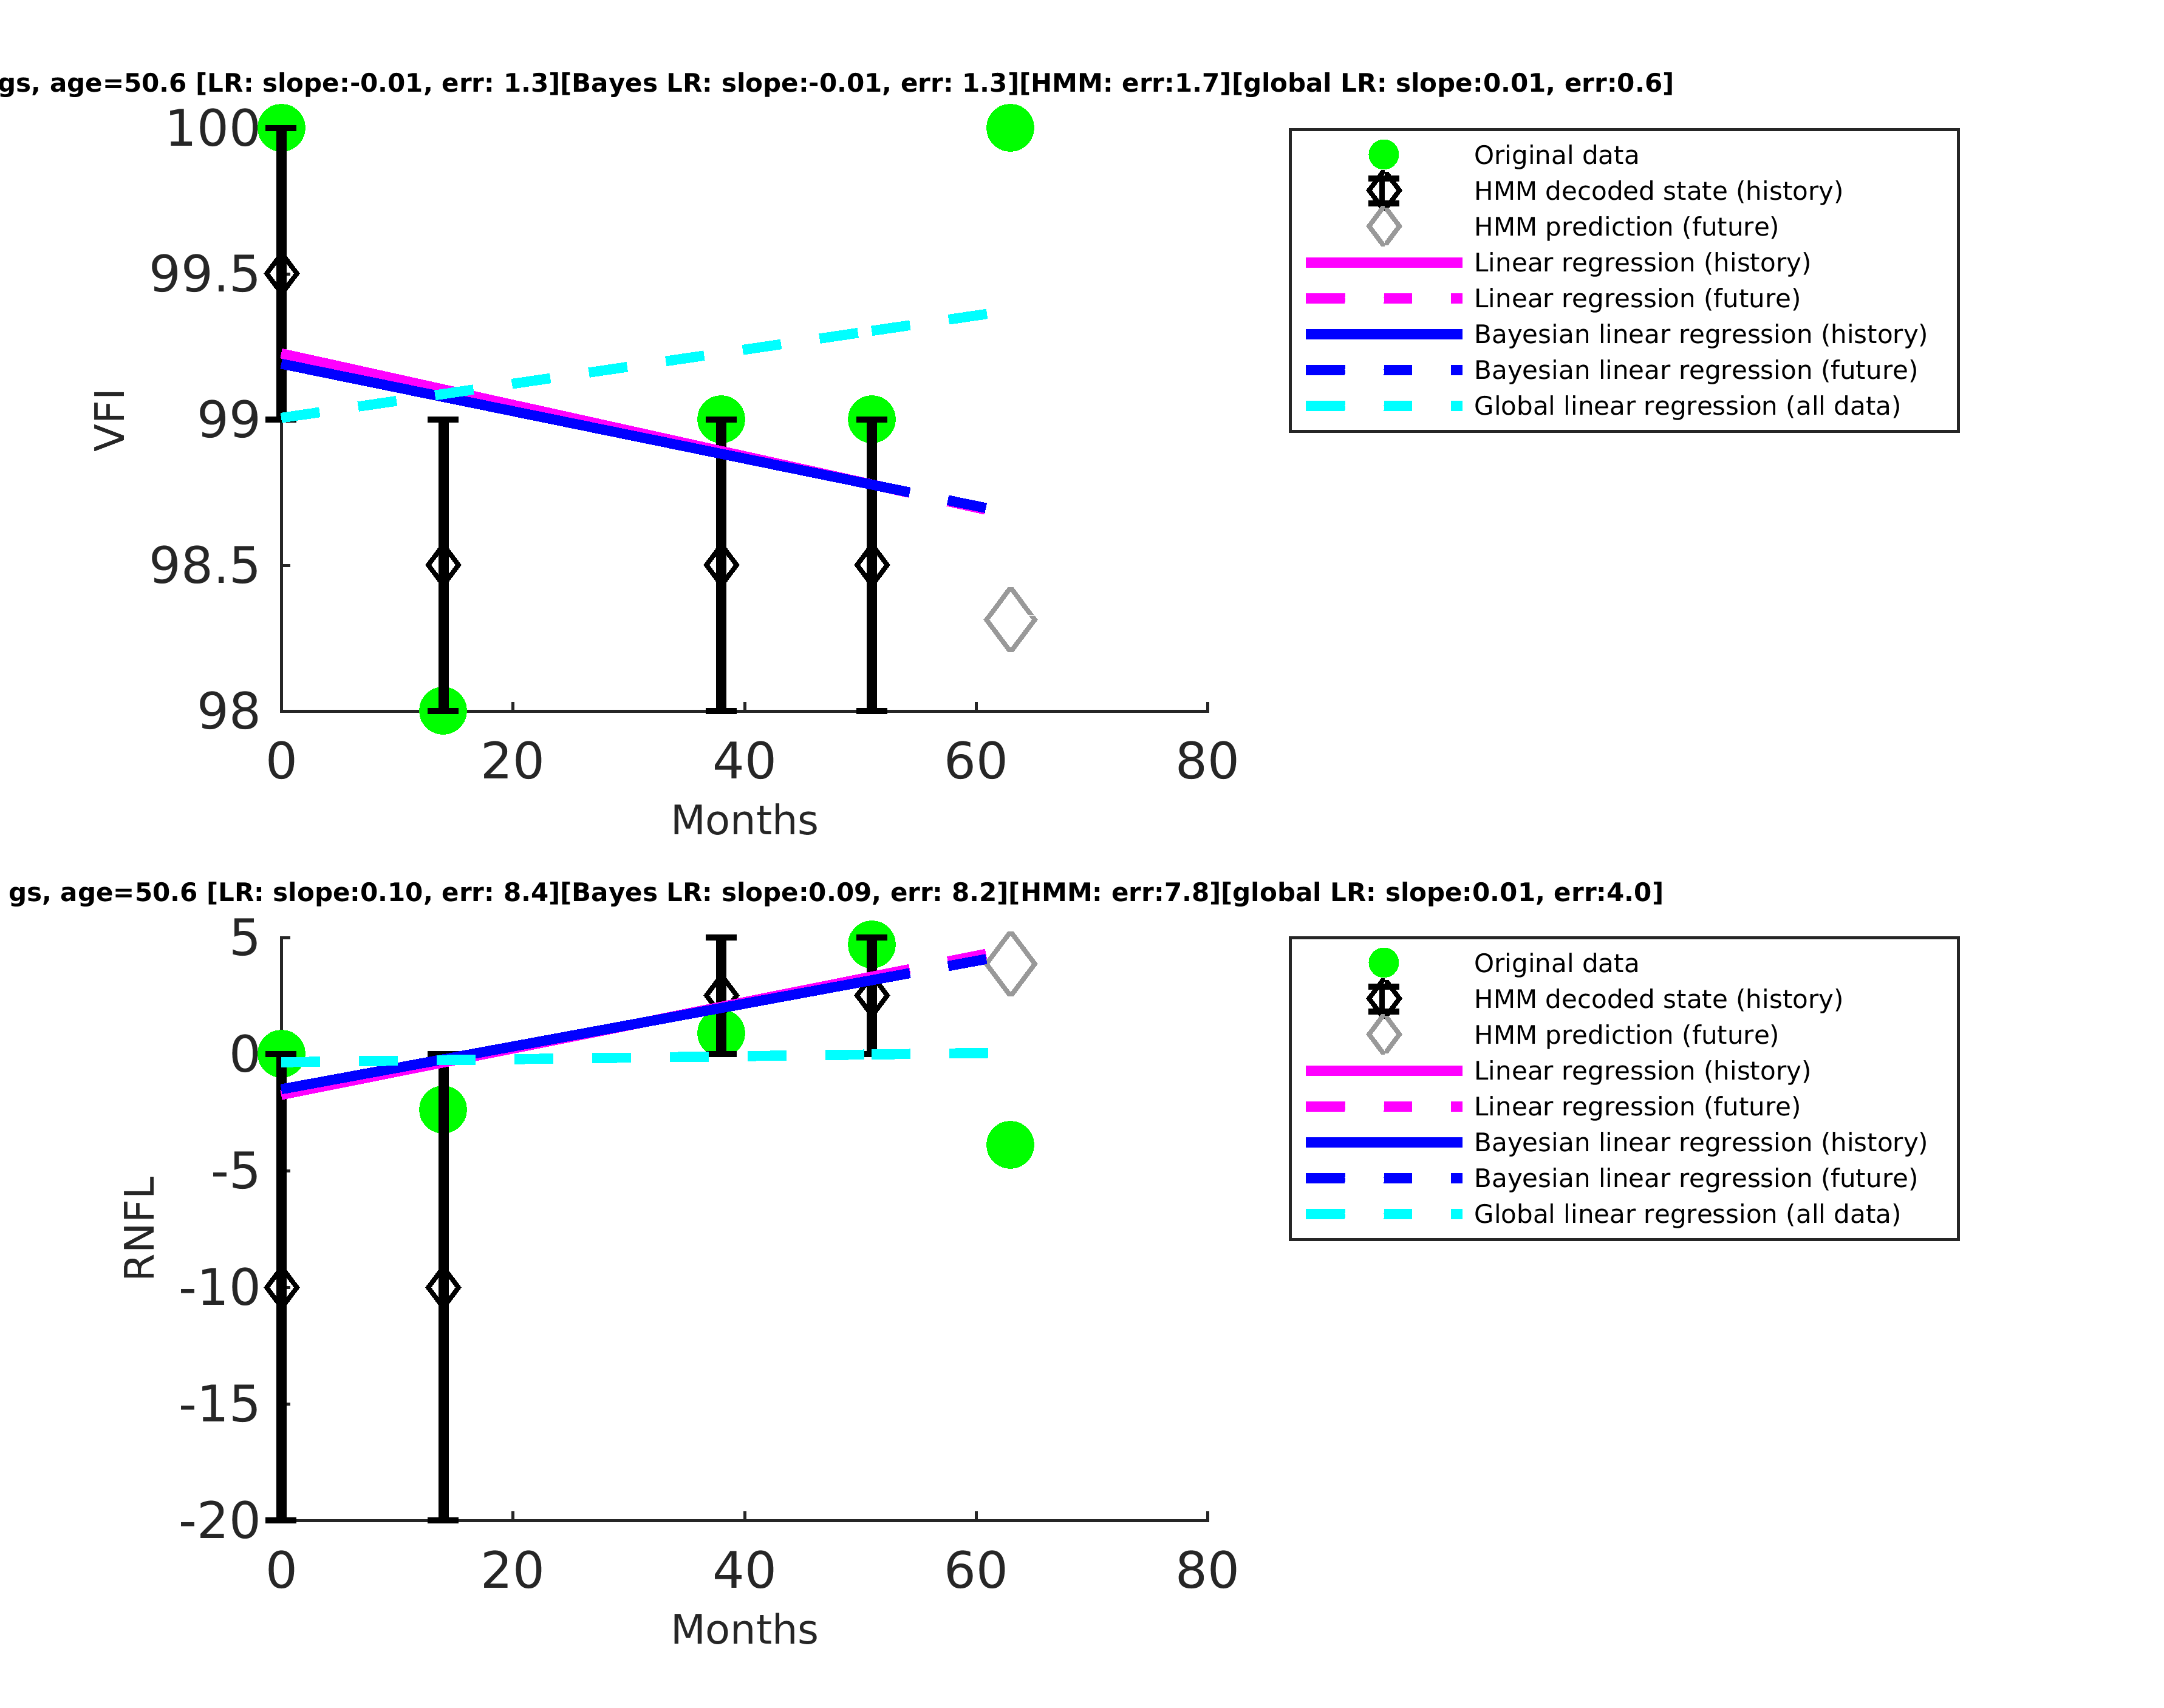 gs, age=50.6 [LR: slope:-0.01, err: 1.3][Bayes LR: slope:-0.01, err: 1.3][HMM: err:1.7][global LR: slope:0.01, err:0.6]
100
99.5
99
98.5
98
VFI
0 20 40 60 80
Months
Original data
HMM decoded state (history)
HMM prediction (future)
Linear regression (history)
Linear regression (future)
Bayesian linear regression (history)
Bayesian linear regression (future)
Global linear regression (all data)
gs, age=50.6 [LR: slope:0.10, err: 8.4][Bayes LR: slope:0.09, err: 8.2][HMM: err:7.8][global LR: slope:0.01, err:4.0]
5
0
-5
-10
-15
-20
RNFL
0 20 40 60 80
Months
Original data
HMM decoded state (history)
HMM prediction (future)
Linear regression (history)
Linear regression (future)
Bayesian linear regression (history)
Bayesian linear regression (future)
Global linear regression (all data)